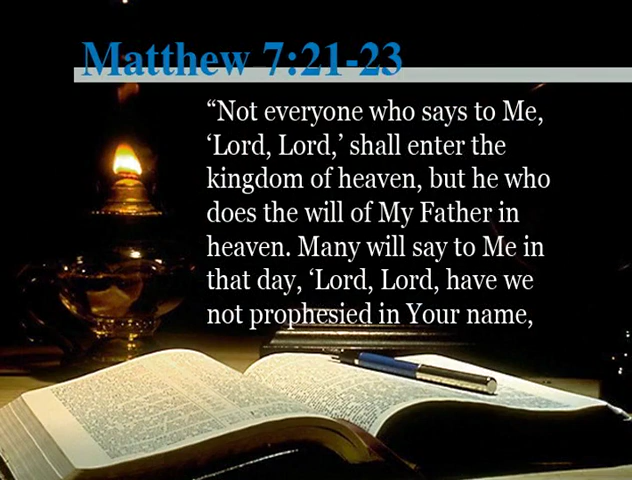 Matthew 7:21-23
“Not everyone who says to Me,
‘Lord, Lord,’ shall enter the
kingdom of heaven, but he who
does the will of My Father in
heaven. Many will say to Me in
that day, ‘Lord, Lord, have we
not prophesied in Your name,